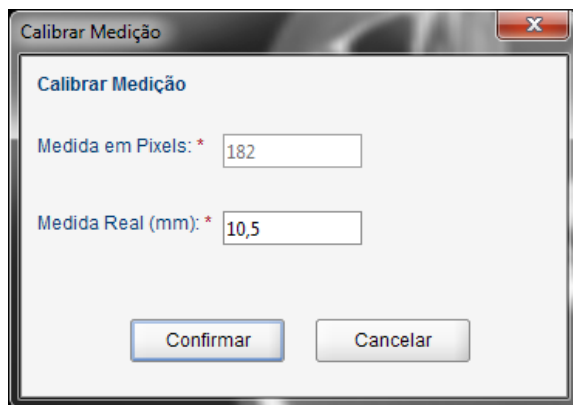 Calibrar Medição
Calibrar Medição
Medida em Pixels: * 182
Medida Real (mm): * 10,5
Confirmar Cancelar